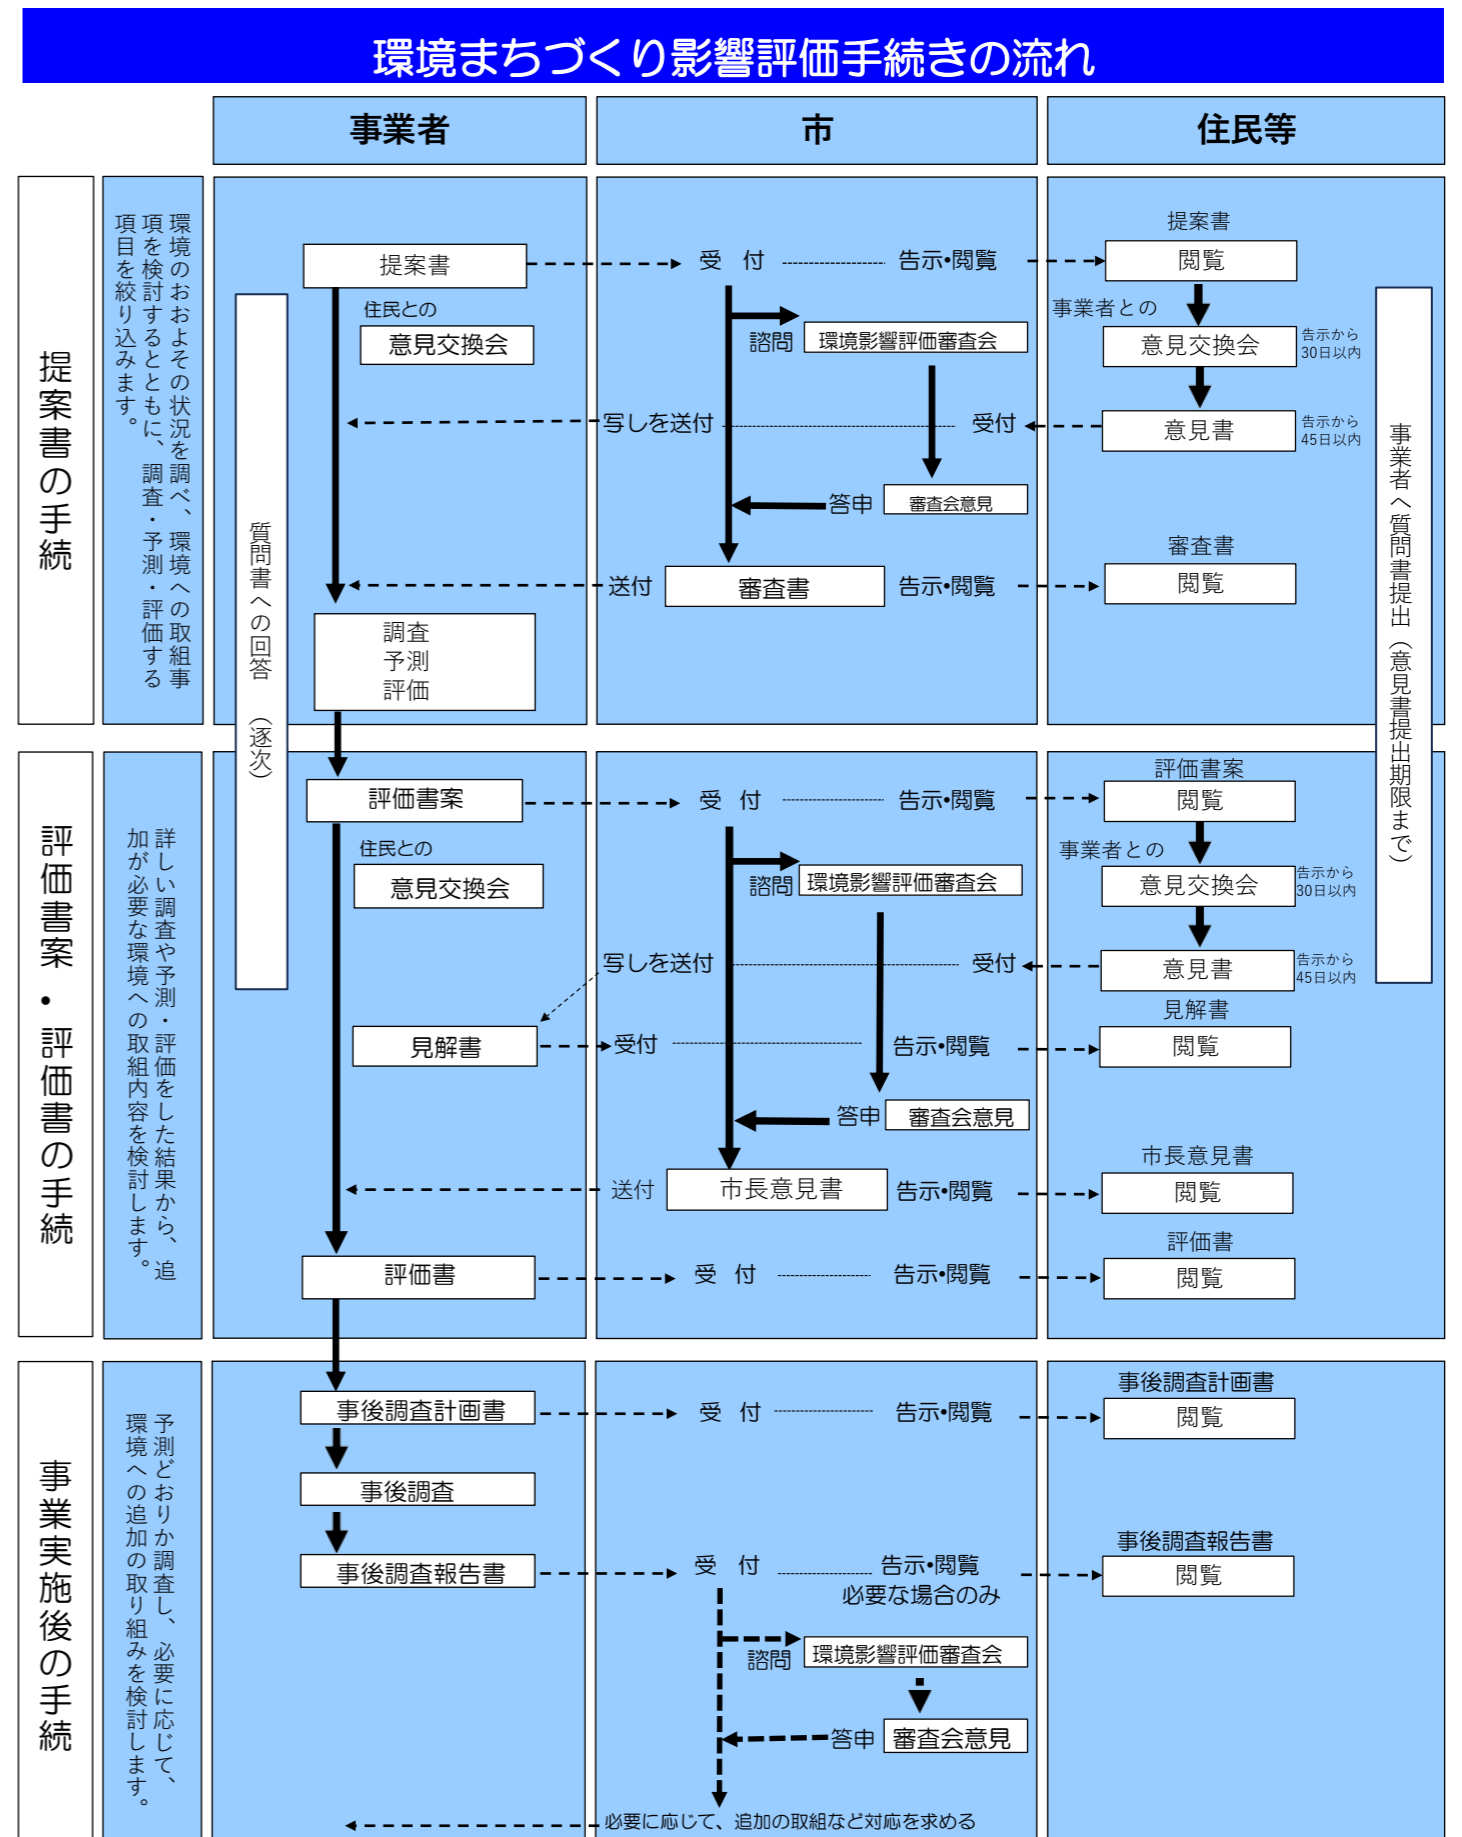 環境まちづくり影響評価手続きの流れ
事業者
市
住民等
提案書の手続
環境のおおよその状況を調べ、環境への取組事
項を検討するとともに、調査・予測・評価する
項目を絞り込みます。
質問書への回答　（逐次）
提案書
住民との
意見交換会
調査
予測
評価
受　付
告示・閲覧
諮問
環境影響評価審査会
写しを送付
受付
答申
審査会意見
送付
審査書
告示・閲覧
提案書
閲覧
事業者との
意見交換会
告示から
30日以内
意見書
告示から
45日以内
審査書
閲覧
事業者へ質問書提出（意見書提出期限まで）
評価書案・評価書の手続
詳しい調査や予測・評価をした結果から、追
加が必要な環境への取組内容を検討します。
評価書案
住民との
意見交換会
見解書
評価書
受　付
告示・閲覧
諮問
環境影響評価審査会
写しを送付
受付
受付
告示・閲覧
答申
審査会意見
送付
市長意見書
告示・閲覧
受　付
告示・閲覧
評価書案
閲覧
事業者との
意見交換会
告示から
30日以内
意見書
告示から
45日以内
見解書
閲覧
市長意見書
閲覧
評価書
閲覧
事業実施後の手続
予測どおりか調査し、必要に応じて、
環境への追加の取り組みを検討します。
事後調査計画書
事後調査
事後調査報告書
受　付
告示・閲覧
受　付
告示・閲覧
必要な場合のみ
諮問
環境影響評価審査会
答申
審査会意見
必要に応じて、追加の取組など対応を求める
事後調査計画書
閲覧
事後調査報告書
閲覧